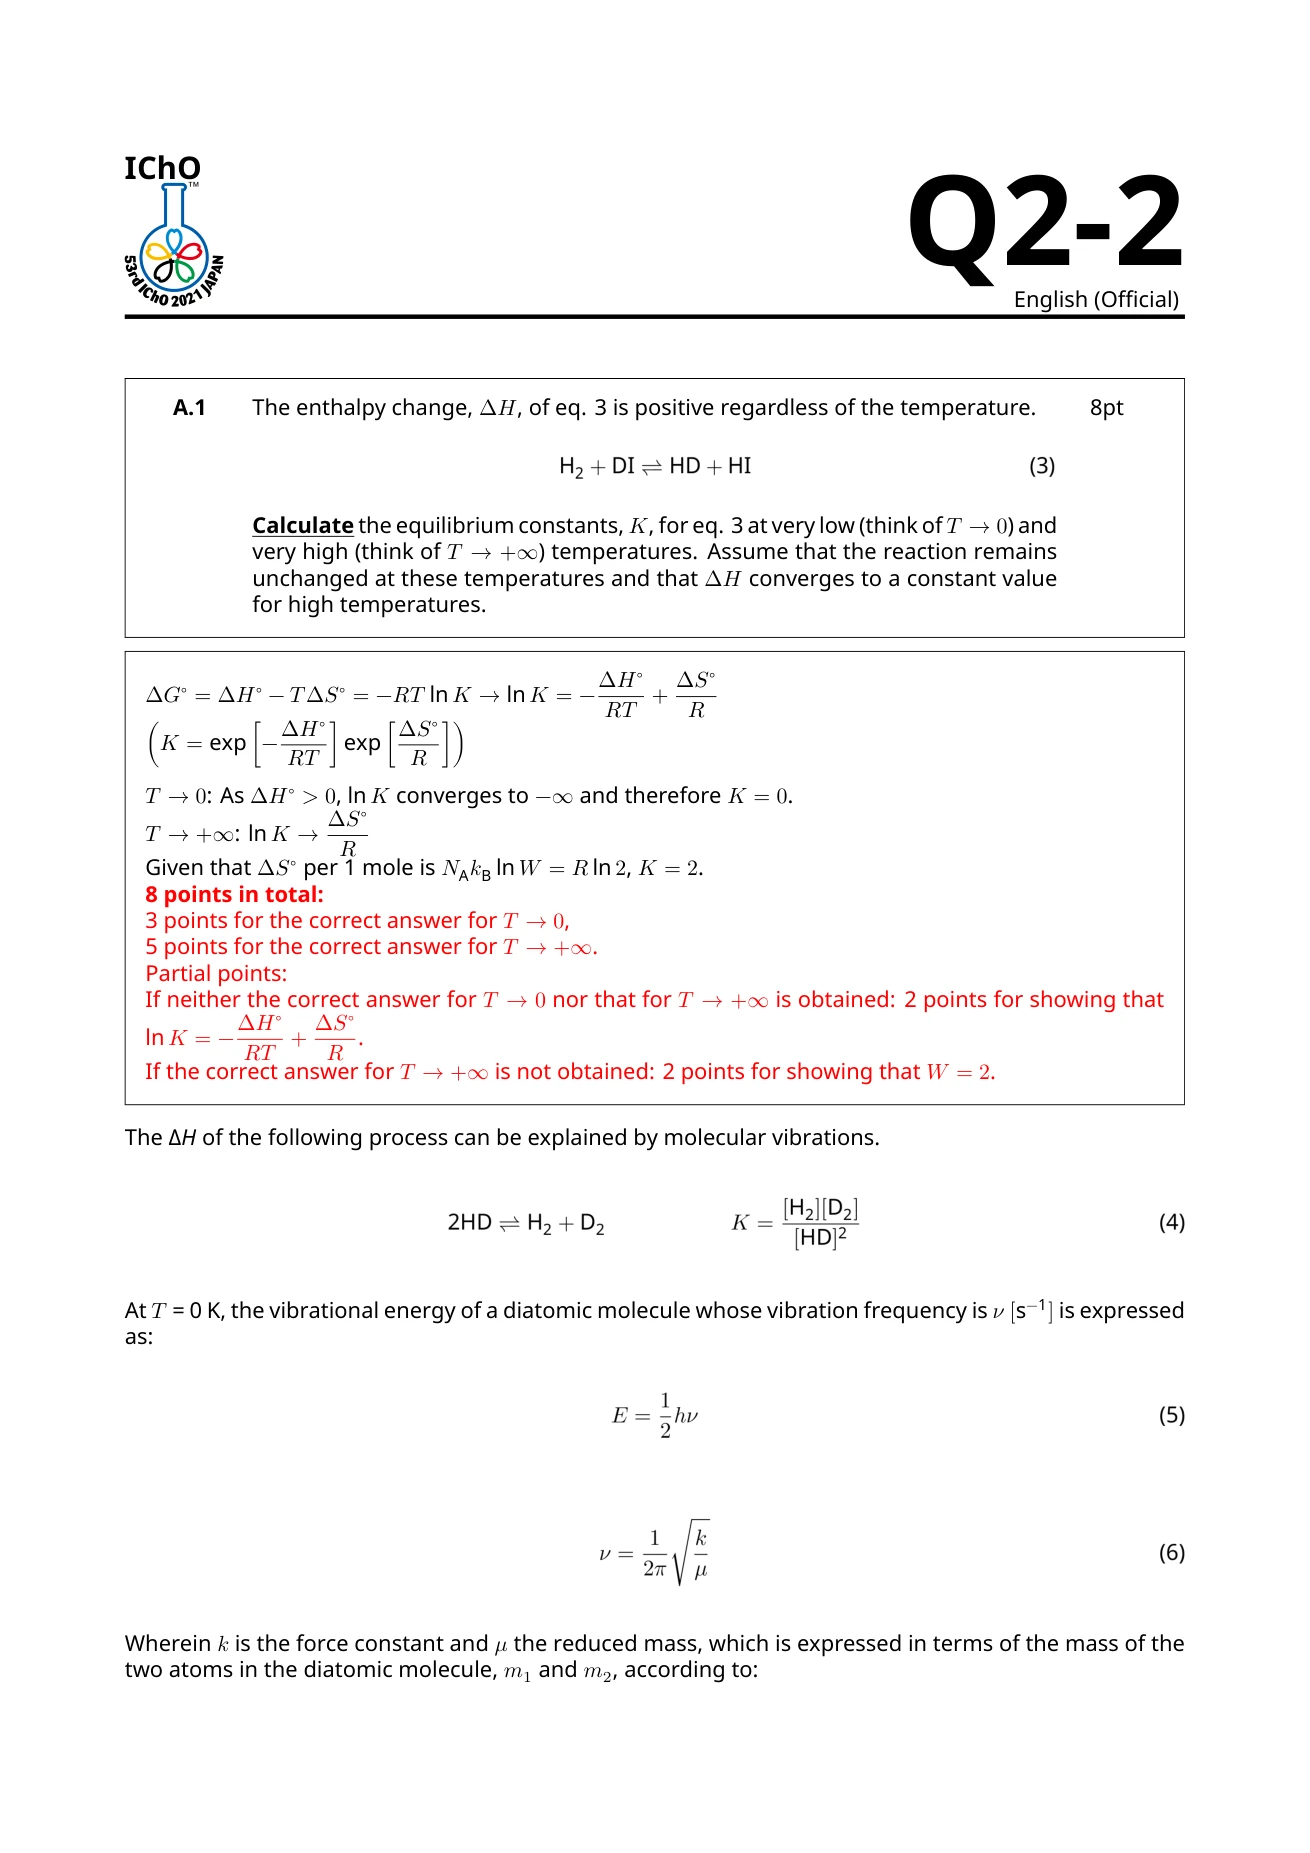 IChO
TM
53rd IChO 2021 JAPAN
Q2-2
English (Official)
A.1 The enthalpy change, ΔH, of eq. 3 is positive regardless of the temperature. 8pt
H₂ + DI ⇌ HD + HI (3)
Calculate the equilibrium constants, K, for eq. 3 at very low (think of T → 0) and
very high (think of T → +∞) temperatures. Assume that the reaction remains
unchanged at these temperatures and that ΔH converges to a constant value
for high temperatures.
ΔG° = ΔH° − TΔS° = −RT ln K → ln K = −ΔH°/RT + ΔS°/R
(K = exp [−ΔH°/RT] exp [ΔS°/R])
T → 0: As ΔH° > 0, ln K converges to −∞ and therefore K = 0.
T → +∞: ln K → ΔS°/R
Given that ΔS° per 1 mole is N_A k_B ln W = R ln 2, K = 2.
8 points in total:
3 points for the correct answer for T → 0,
5 points for the correct answer for T → +∞.
Partial points:
If neither the correct answer for T → 0 nor that for T → +∞ is obtained: 2 points for showing that
ln K = −ΔH°/RT + ΔS°/R.
If the correct answer for T → +∞ is not obtained: 2 points for showing that W = 2.
The ΔH of the following process can be explained by molecular vibrations.
2HD ⇌ H₂ + D₂ K = [H₂][D₂]/[HD]² (4)
At T = 0 K, the vibrational energy of a diatomic molecule whose vibration frequency is ν [s⁻¹] is expressed
as:
E = 1/2 hν (5)
ν = 1/2π √(k/μ) (6)
Wherein k is the force constant and μ the reduced mass, which is expressed in terms of the mass of the
two atoms in the diatomic molecule, m₁ and m₂, according to: